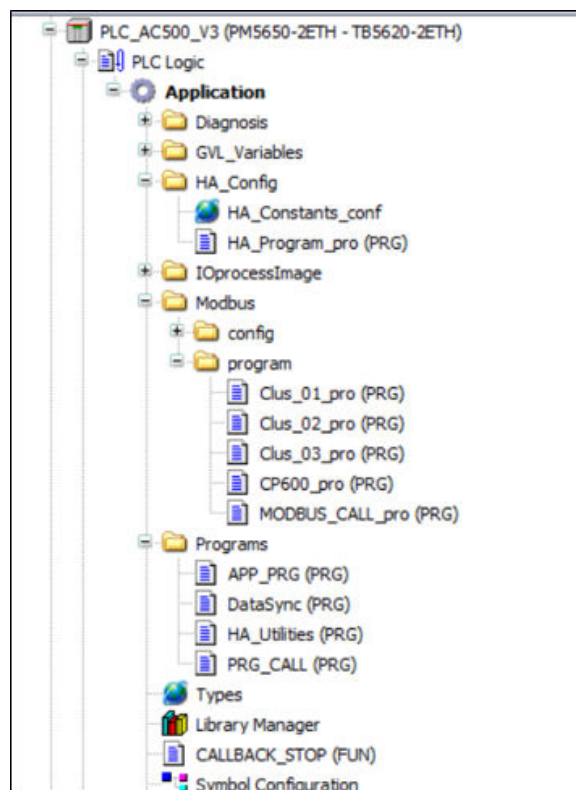 PLC_AC500_V3 (PM5650-2ETH - TB5620-2ETH)
PLC Logic
Application
Diagnosis
GVL_Variables
HA_Config
HA_Constants_conf
HA_Program_pro (PRG)
IOprocessImage
Modbus
config
program
Clus_01_pro (PRG)
Clus_02_pro (PRG)
Clus_03_pro (PRG)
CP600_pro (PRG)
MODBUS_CALL_pro (PRG)
Programs
APP_PRG (PRG)
DataSync (PRG)
HA_Utilities (PRG)
PRG_CALL (PRG)
Types
Library Manager
CALLBACK_STOP (FUN)
Symbol Configuration